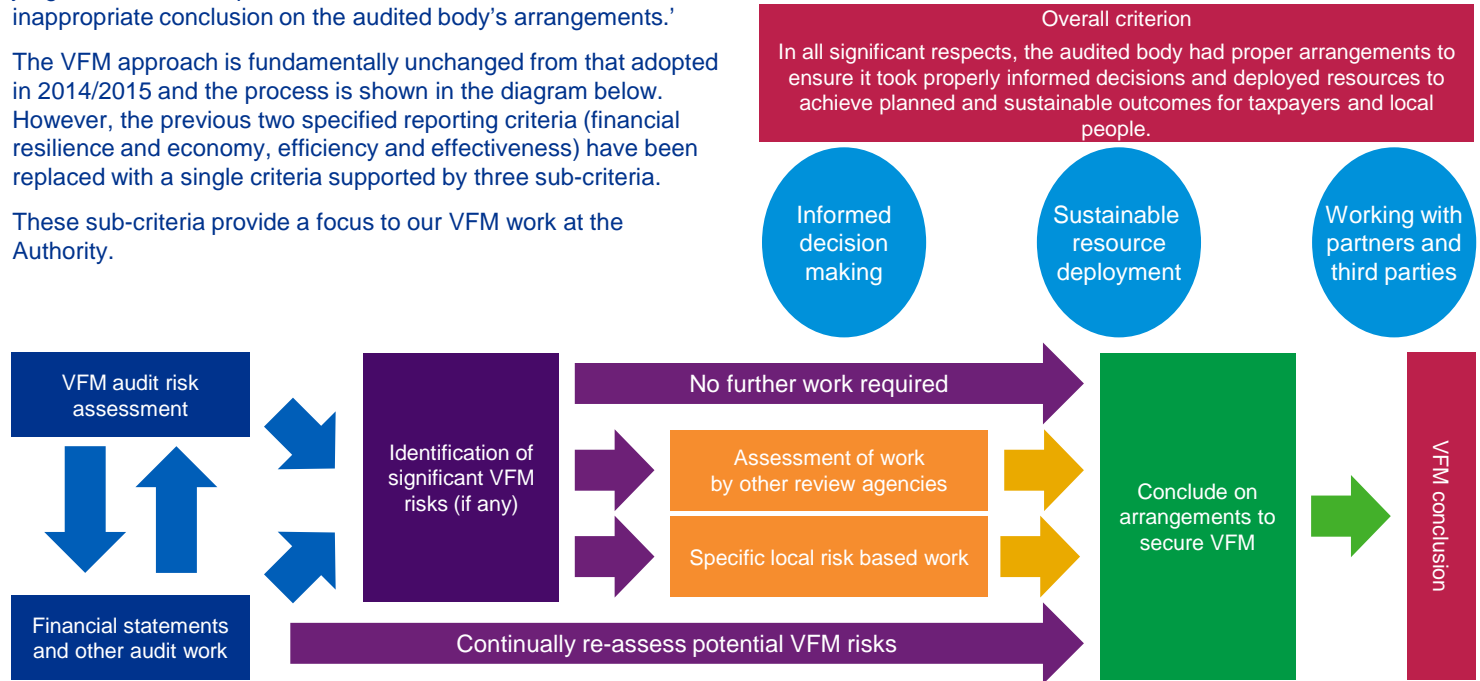 inappropriate conclusion on the audited body's arrangements.'
The VFM approach is fundamentally unchanged from that adopted
in 2014/2015 and the process is shown in the diagram below.
However, the previous two specified reporting criteria (financial
resilience and economy, efficiency and effectiveness) have been
replaced with a single criteria supported by three sub-criteria.
These sub-criteria provide a focus to our VFM work at the
Authority.
Overall criterion
In all significant respects, the audited body had proper arrangements to
ensure it took properly informed decisions and deployed resources to
achieve planned and sustainable outcomes for taxpayers and local
people.
Informed
decision
making
Sustainable
resource
deployment
Working with
partners and
third parties
VFM audit risk
assessment
Financial statements
and other audit work
Identification of
significant VFM
risks (if any)
No further work required
Assessment of work
by other review agencies
Specific local risk based work
Continually re-assess potential VFM risks
Conclude on
arrangements to
secure VFM
VFM conclusion